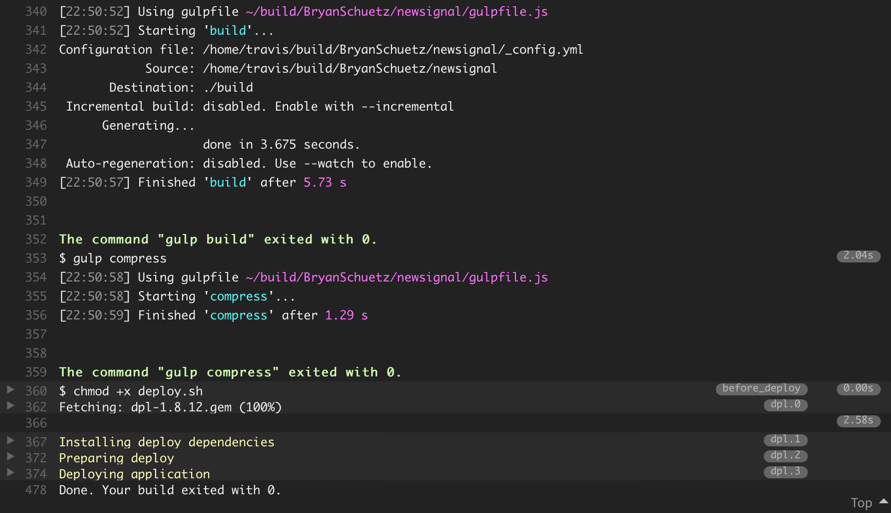 340 [22:50:52] Using gulpfile ~/build/BryanSchuetz/newsignal/gulpfile.js
341 [22:50:52] Starting 'build'...
342 Configuration file: /home/travis/build/BryanSchuetz/newsignal/_config.yml
343 Source: /home/travis/build/BryanSchuetz/newsignal
344 Destination: ./build
345 Incremental build: disabled. Enable with --incremental
346 Generating...
347 done in 3.675 seconds.
348 Auto-regeneration: disabled. Use --watch to enable.
349 [22:50:57] Finished 'build' after 5.73 s
350
351
352 The command "gulp build" exited with 0.
353 $ gulp compress 2.04s
354 [22:50:58] Using gulpfile ~/build/BryanSchuetz/newsignal/gulpfile.js
355 [22:50:58] Starting 'compress'...
356 [22:50:59] Finished 'compress' after 1.29 s
357
358
359 The command "gulp compress" exited with 0.
360 $ chmod +x deploy.sh before_deploy 0.00s
362 Fetching: dpl-1.8.12.gem (100%) dpl.0
366 2.58s
367 Installing deploy dependencies dpl.1
372 Preparing deploy dpl.2
374 Deploying application dpl.3
478 Done. Your build exited with 0.
Top